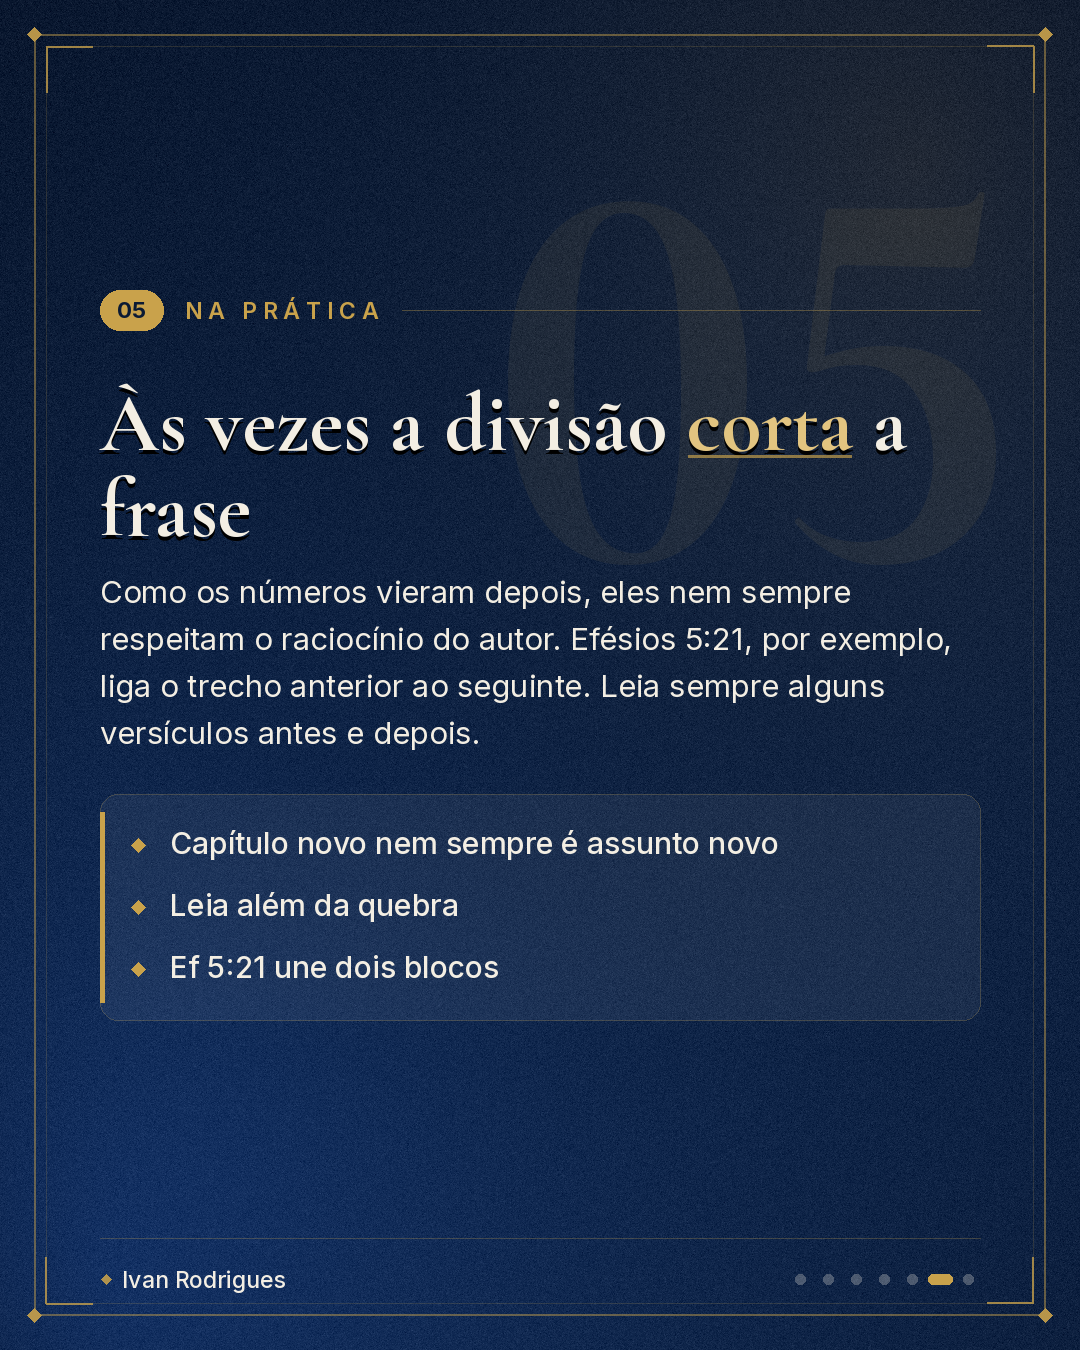 05
05 NA PRÁTICA
Às vezes a divisão corta a
frase
Como os números vieram depois, eles nem sempre
respeitam o raciocínio do autor. Efésios 5:21, por exemplo,
liga o trecho anterior ao seguinte. Leia sempre alguns
versículos antes e depois.
Capítulo novo nem sempre é assunto novo
Leia além da quebra
Ef 5:21 une dois blocos
Ivan Rodrigues